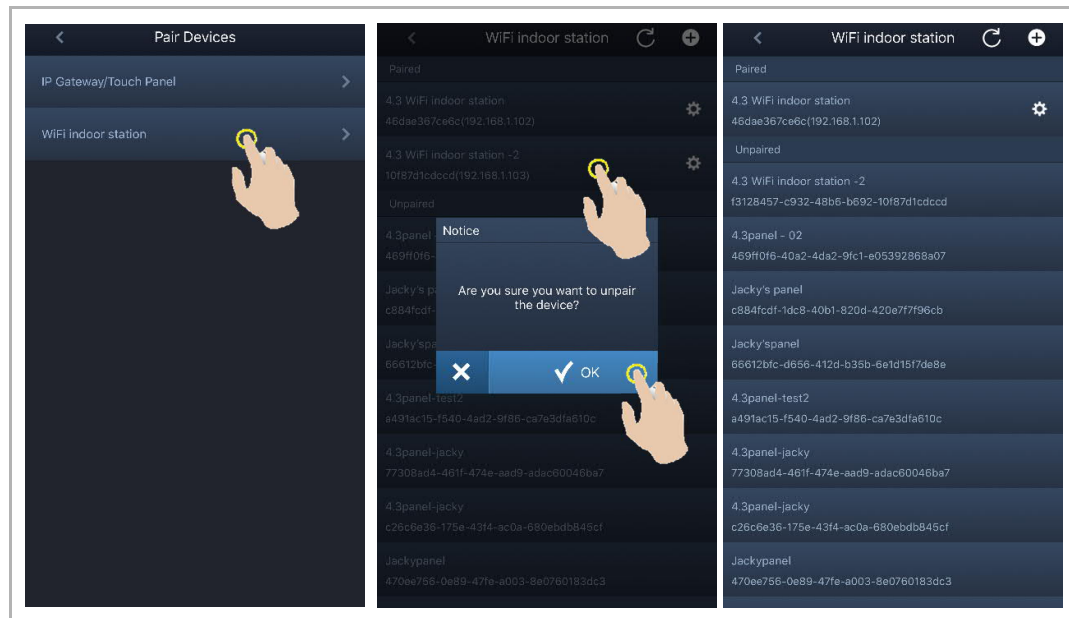 Pair Devices
IP Gateway/Touch Panel
WiFi indoor station
WiFi indoor station
Paired
4.3 WiFi indoor station
46dae367ce6c(192.168.1.102)
4.3 WiFi indoor station -2
10f87d1cdccd(192.168.1.103)
Unpaired
4.3panel
469ff0f6-
Notice
Jacky's p
c884fcdf-
Are you sure you want to unpair
the device?
Jacky'spa
66612bfc-
OK
4.3panel-test2
a491ac15-f540-4ad2-9f86-ca7e3dfa610c
4.3panel-jacky
77308ad4-461f-474e-aad9-adac60046ba7
4.3panel-jacky
c26c6e36-175e-43f4-ac0a-680ebdb845cf
Jackypanel
470ee756-0e89-47fe-a003-8e0760183dc3
WiFi indoor station
Paired
4.3 WiFi indoor station
46dae367ce6c(192.168.1.102)
Unpaired
4.3 WiFi indoor station -2
f3128457-c932-48b6-b692-10f87d1cdccd
4.3panel - 02
469ff0f6-40a2-4da2-9fc1-e05392868a07
Jacky's panel
c884fcdf-1dc8-40b1-820d-420e7f7f96cb
Jacky'spanel
66612bfc-d656-412d-b35b-6e1d15f7de8e
4.3panel-test2
a491ac15-f540-4ad2-9f86-ca7e3dfa610c
4.3panel-jacky
77308ad4-461f-474e-aad9-adac60046ba7
4.3panel-jacky
c26c6e36-175e-43f4-ac0a-680ebdb845cf
Jackypanel
470ee756-0e89-47fe-a003-8e0760183dc3